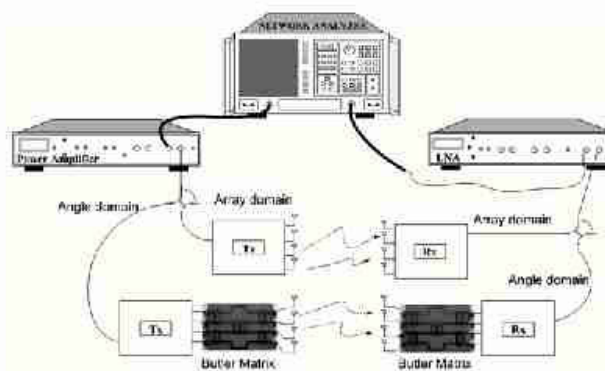 NETWORK ANALYZER
Power Amplifier
LNA
Angle domain
Array domain
Array domain
Tx
Rx
Angle domain
Tx
Rx
Butler Matrix
Butler Matrix